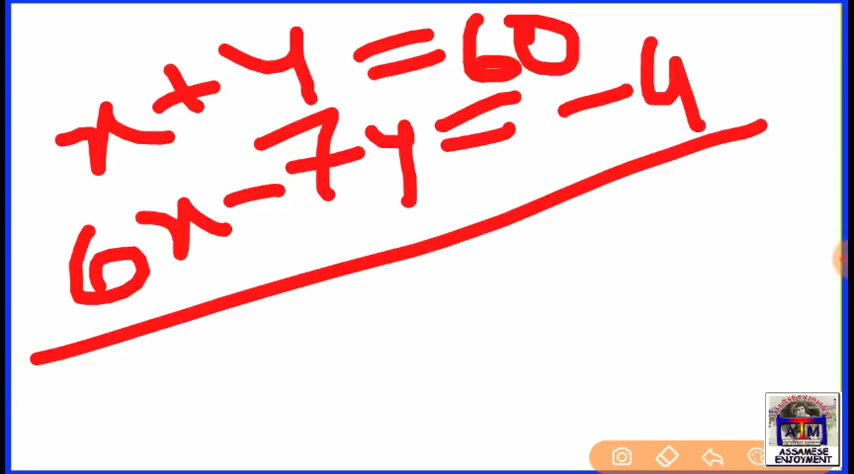 x + y = 60
6x - 7y = - 4
ATM
ASSAMESE
ENJOYMENT